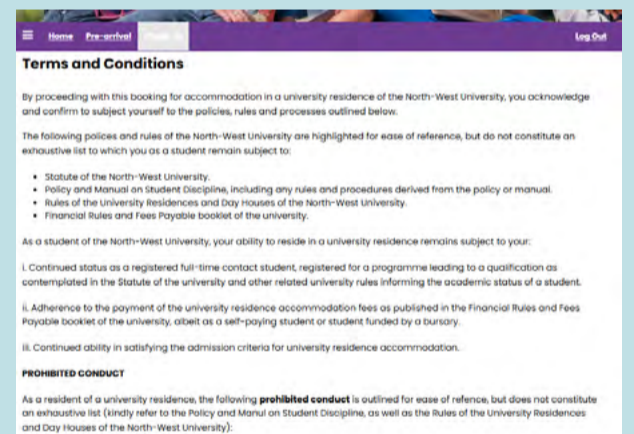 Home Pre-arrival Log Out
Terms and Conditions
By proceeding with this booking for accommodation in a university residence of the North-West University, you acknowledge
and confirm to subject yourself to the policies, rules and processes outlined below.
The following polices and rules of the North-West University are highlighted for ease of reference, but do not constitute an
exhaustive list to which you as a student remain subject to:
• Statute of the North-West University.
• Policy and Manual on Student Discipline, including any rules and procedures derived from the policy or manual.
• Rules of the University Residences and Day Houses of the North-West University.
• Financial Rules and Fees Payable booklet of the university.
As a student of the North-West University, your ability to reside in a university residence remains subject to your:
i. Continued status as a registered full-time contact student, registered for a programme leading to a qualification as
contemplated in the Statute of the university and other related university rules informing the academic status of a student.
ii. Adherence to the payment of the university residence accommodation fees as published in the Financial Rules and Fees
Payable booklet of the university, albeit as a self-paying student or student funded by a bursary.
iii. Continued ability in satisfying the admission criteria for university residence accommodation.
PROHIBITED CONDUCT
As a resident of a university residence, the following prohibited conduct is outlined for ease of refence, but does not constitute
an exhaustive list (kindly refer to the Policy and Manul on Student Discipline, as well as the Rules of the University Residences
and Day Houses of the North-West University):